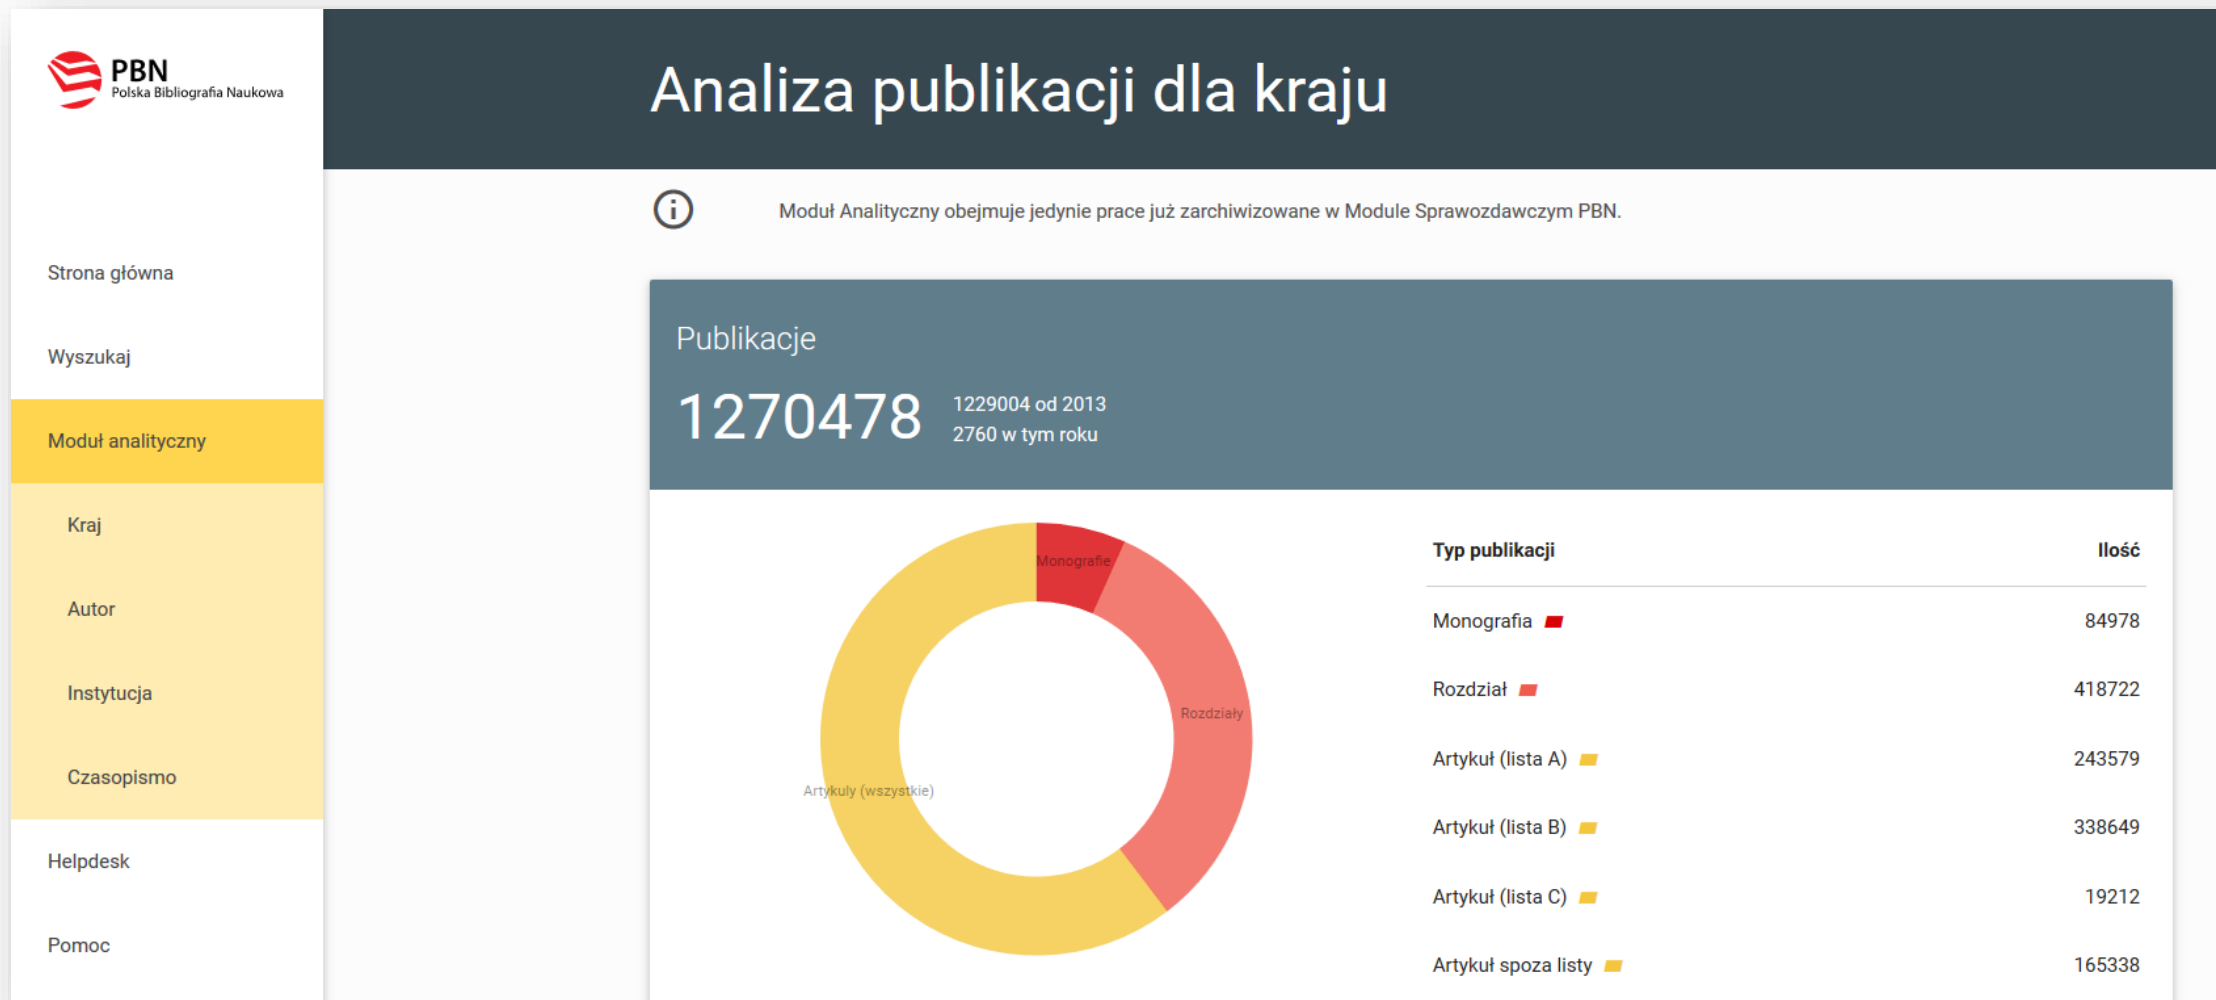 PBN
Polska Bibliografia Naukowa
Strona główna
Wyszukaj
Moduł analityczny
Kraj
Autor
Instytucja
Czasopismo
Helpdesk
Pomoc
Analiza publikacji dla kraju
Moduł Analityczny obejmuje jedynie prace już zarchiwizowane w Module Sprawozdawczym PBN.
Publikacje
1270478
1229004 od 2013
2760 w tym roku
Monografie
Rozdziały
Artykuly (wszystkie)
Typ publikacji Ilość
Monografia 84978
Rozdział 418722
Artykuł (lista A) 243579
Artykuł (lista B) 338649
Artykuł (lista C) 19212
Artykuł spoza listy 165338